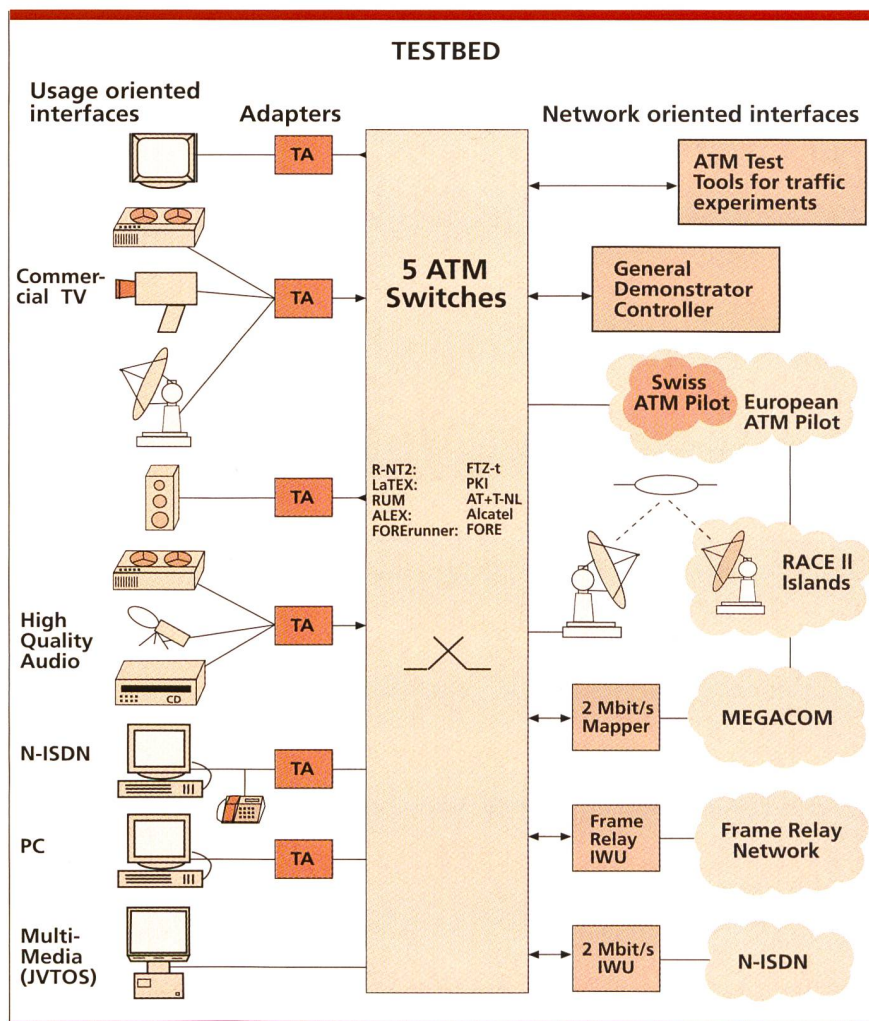 TESTBED
Usage oriented
interfaces
Adapters
Network oriented interfaces
TA
Commer-
cial TV
TA
TA
High
Quality
Audio
TA
CD
N-ISDN
TA
PC
TA
Multi-
Media
(JVTOS)
5 ATM
Switches
R-NT2: FTZ-t
LaTEX: PKI
RUM AT+T-NL
ALEX: Alcatel
FORErunner: FORE
ATM Test
Tools for traffic
experiments
General
Demonstrator
Controller
Swiss
ATM Pilot
European
ATM Pilot
RACE II
Islands
2 Mbit/s
Mapper
MEGACOM
Frame
Relay
IWU
Frame Relay
Network
2 Mbit/s
IWU
N-ISDN